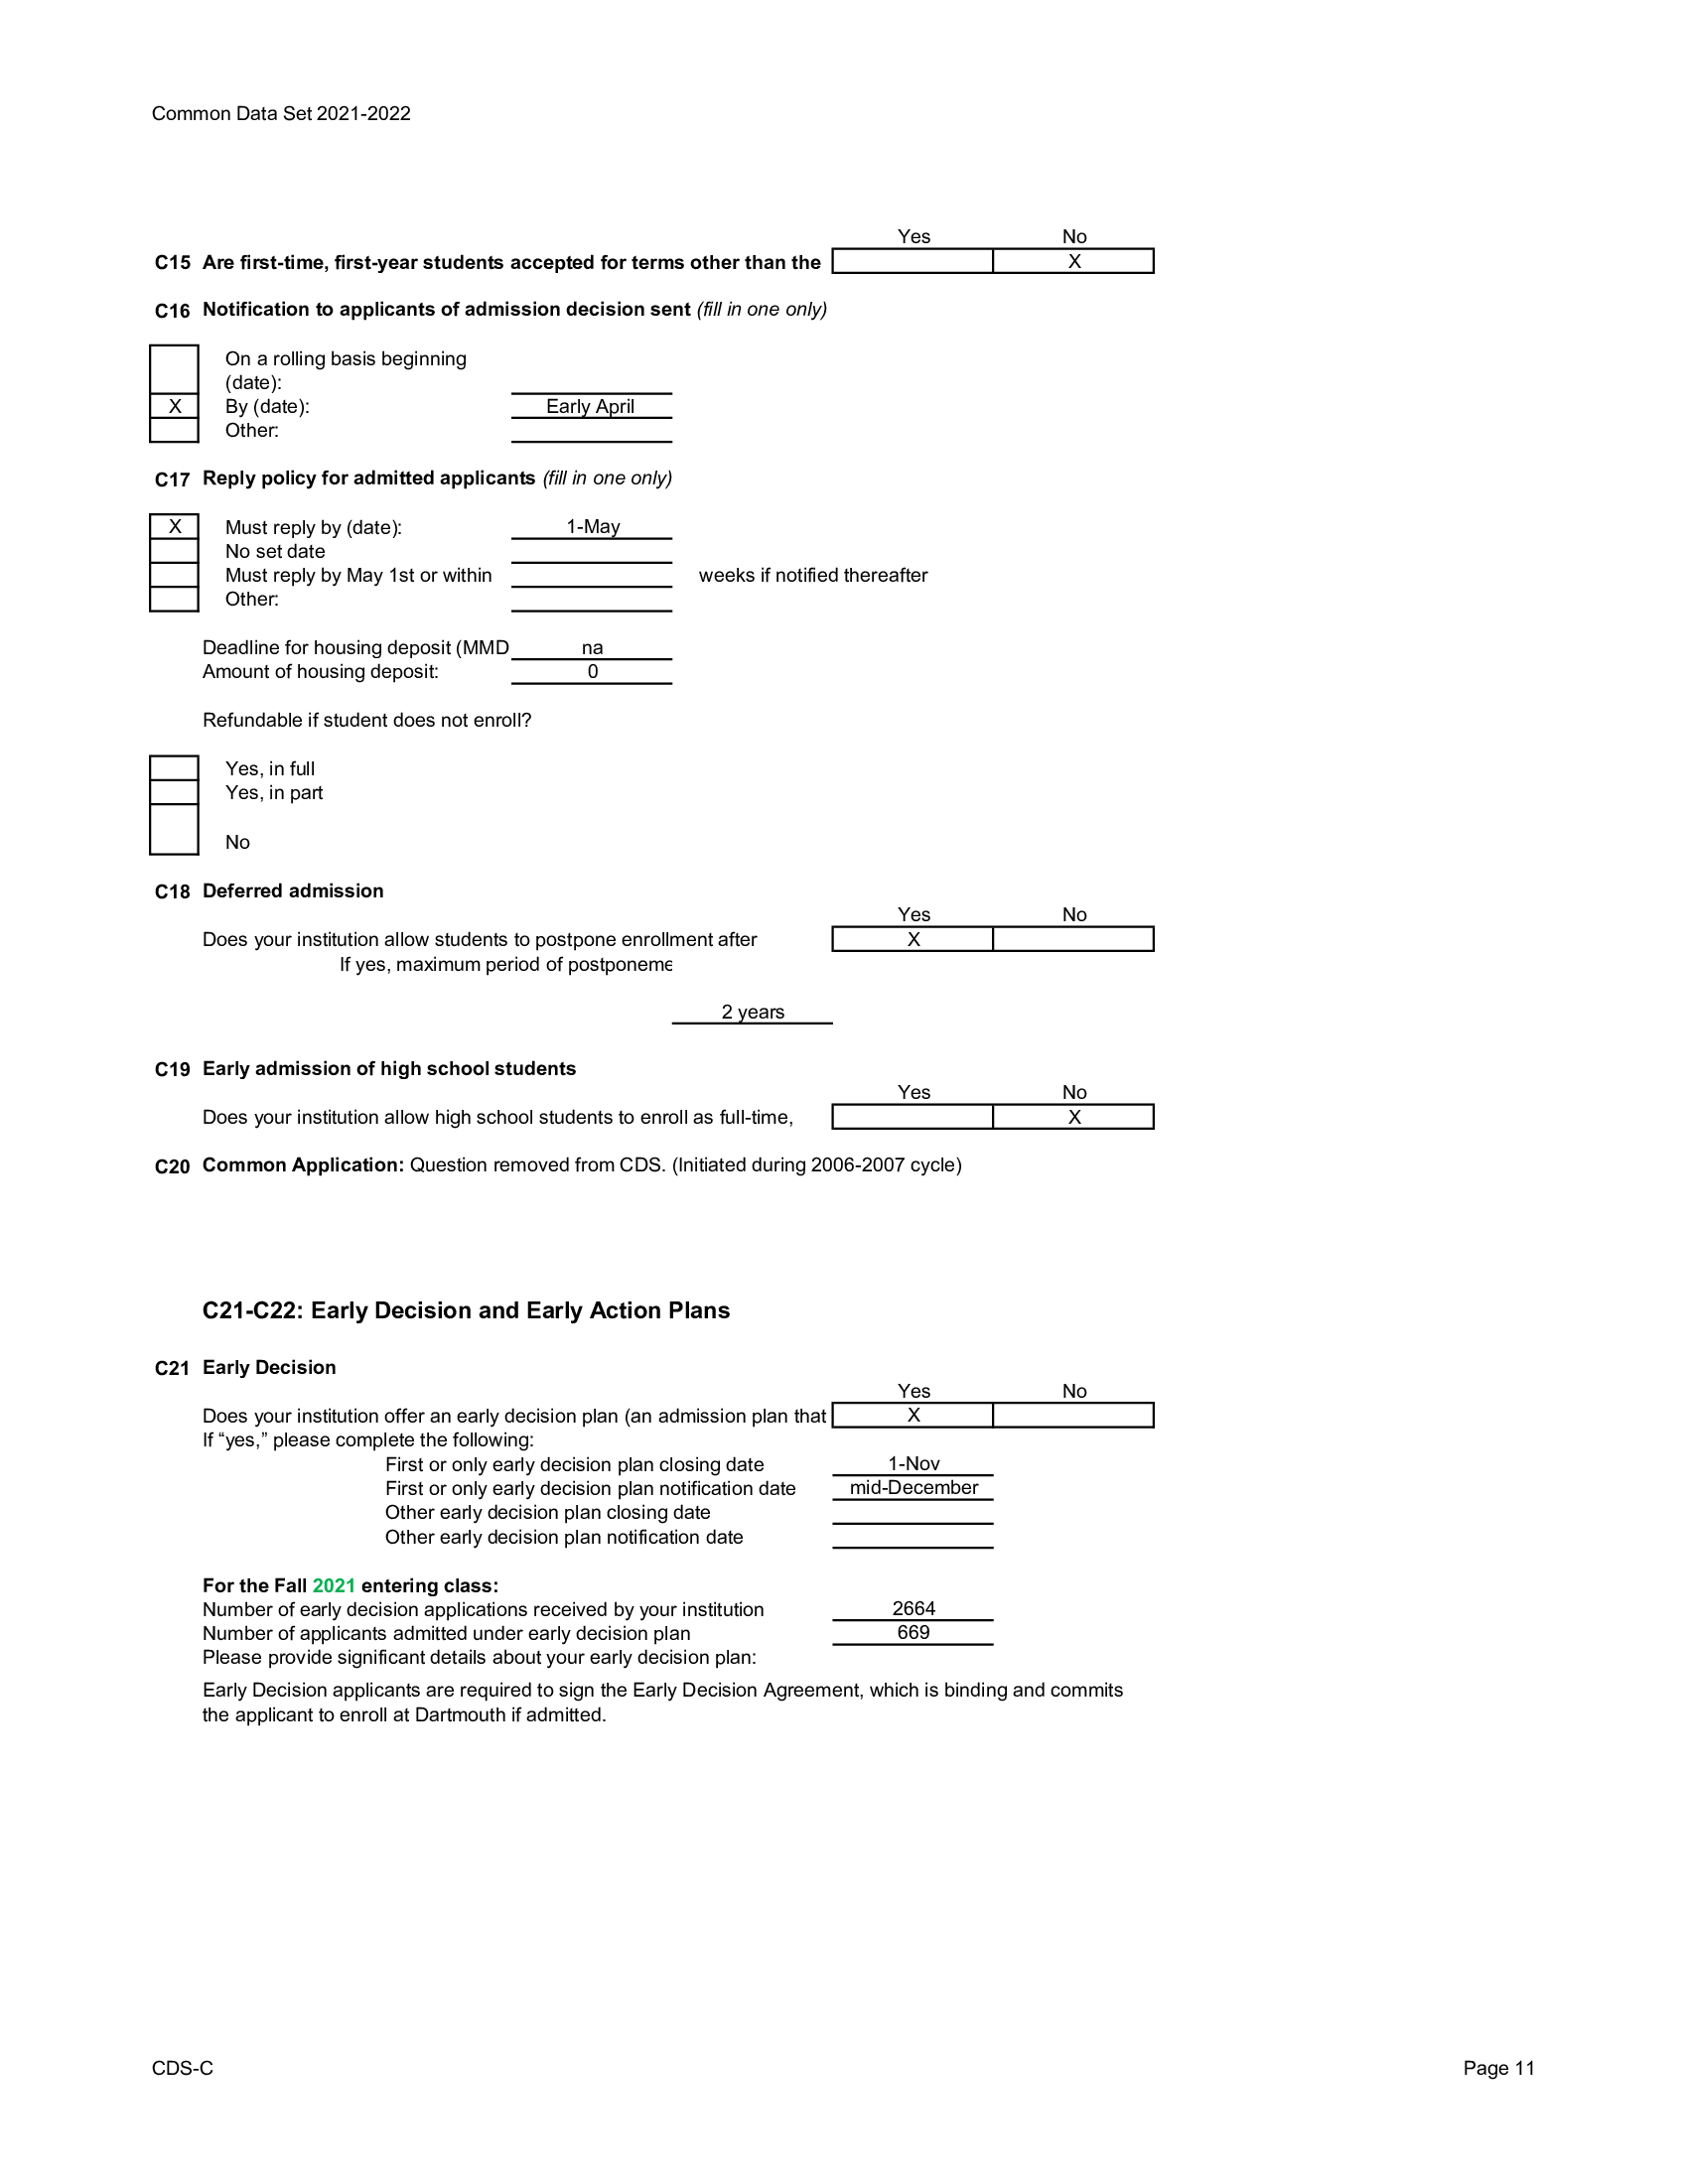 Common Data Set 2021-2022
Yes No
C15 Are first-time, first-year students accepted for terms other than the X
C16 Notification to applicants of admission decision sent (fill in one only)
On a rolling basis beginning
(date):
X By (date): Early April
Other:
C17 Reply policy for admitted applicants (fill in one only)
X Must reply by (date): 1-May
No set date
Must reply by May 1st or within weeks if notified thereafter
Other:
Deadline for housing deposit (MMD na
Amount of housing deposit: 0
Refundable if student does not enroll?
Yes, in full
Yes, in part
No
C18 Deferred admission
Yes No
Does your institution allow students to postpone enrollment after X
If yes, maximum period of postponeme
2 years
C19 Early admission of high school students
Yes No
Does your institution allow high school students to enroll as full-time, X
C20 Common Application: Question removed from CDS. (Initiated during 2006-2007 cycle)
C21-C22: Early Decision and Early Action Plans
C21 Early Decision
Yes No
Does your institution offer an early decision plan (an admission plan that X
If “yes,” please complete the following:
First or only early decision plan closing date 1-Nov
First or only early decision plan notification date mid-December
Other early decision plan closing date
Other early decision plan notification date
For the Fall 2021 entering class:
Number of early decision applications received by your institution 2664
Number of applicants admitted under early decision plan 669
Please provide significant details about your early decision plan:
Early Decision applicants are required to sign the Early Decision Agreement, which is binding and commits
the applicant to enroll at Dartmouth if admitted.
CDS-C Page 11